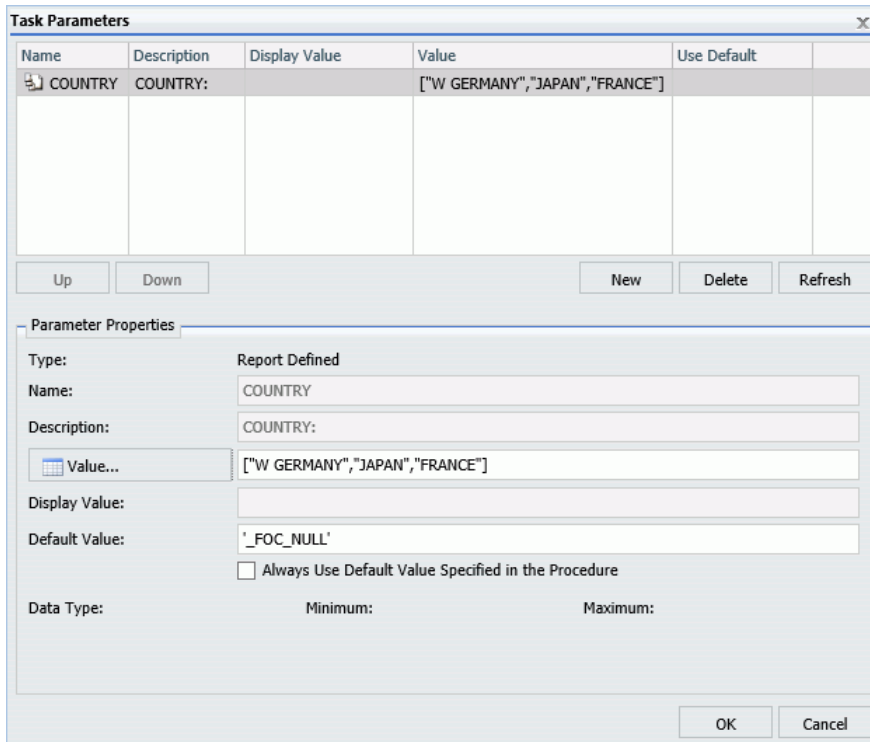 Task Parameters
Name Description Display Value Value Use Default
COUNTRY COUNTRY: ["W GERMANY","JAPAN","FRANCE"]
Up Down New Delete Refresh
Parameter Properties
Type: Report Defined
Name: COUNTRY
Description: COUNTRY:
Value... ["W GERMANY","JAPAN","FRANCE"]
Display Value:
Default Value: '_FOC_NULL'
Always Use Default Value Specified in the Procedure
Data Type: Minimum: Maximum:
OK Cancel